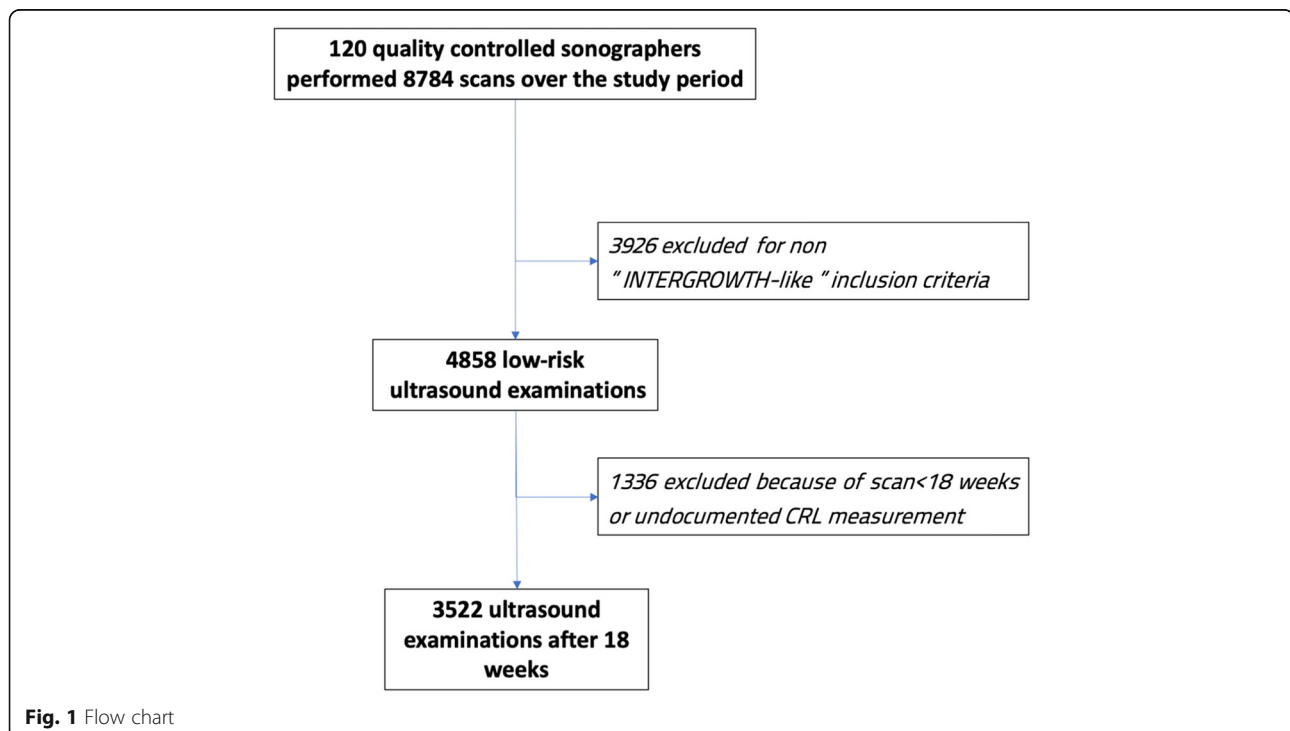 120 quality controlled sonographers
performed 8784 scans over the study period
3926 excluded for non
" INTERGROWTH-like " inclusion criteria
4858 low-risk
ultrasound examinations
1336 excluded because of scan<18 weeks
or undocumented CRL measurement
3522 ultrasound
examinations after 18
weeks
Fig. 1 Flow chart